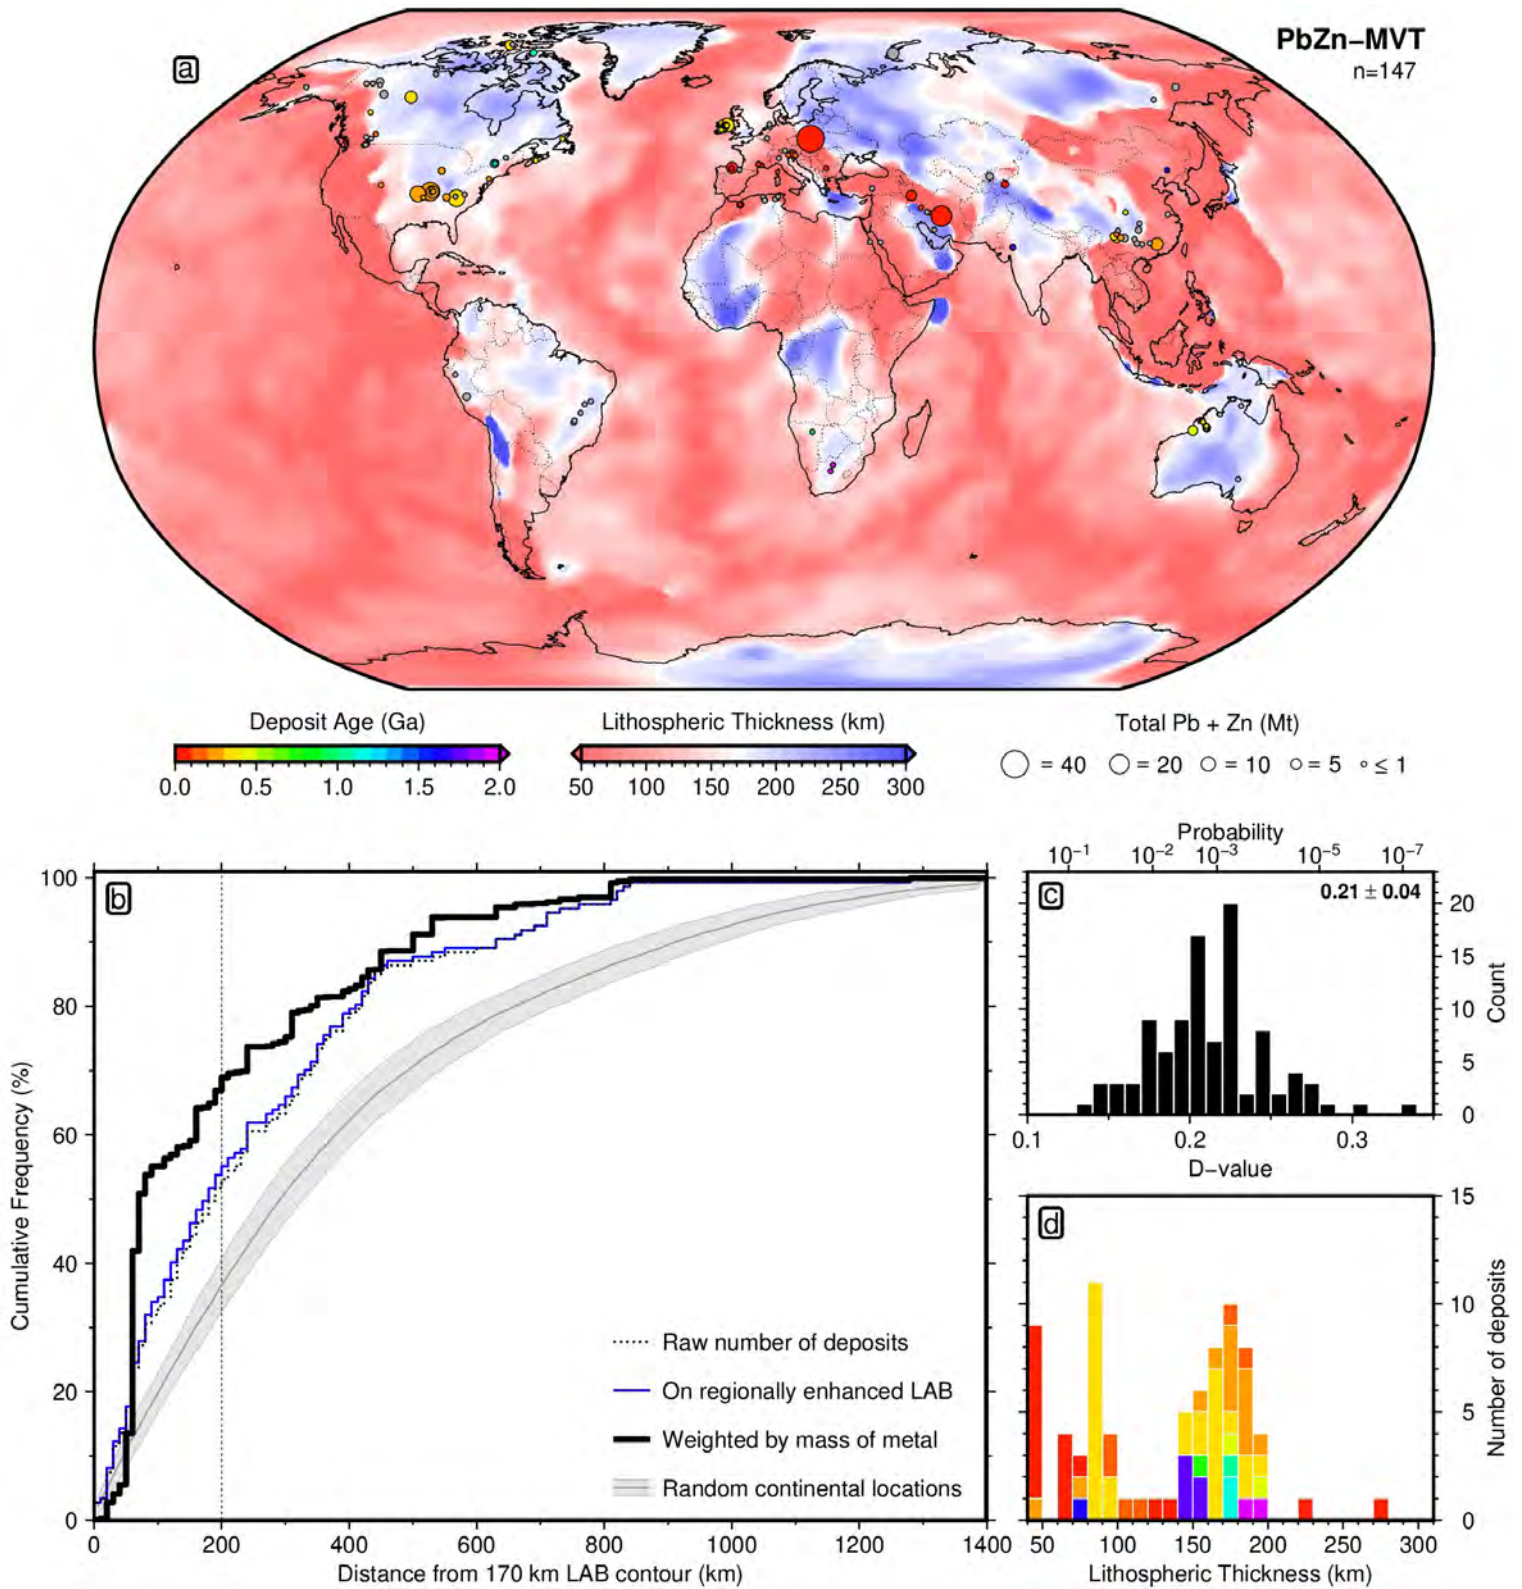 a
PbZn–MVT
n=147
Deposit Age (Ga)
0.0 0.5 1.0 1.5 2.0
Lithospheric Thickness (km)
50 100 150 200 250 300
Total Pb + Zn (Mt)
= 40 = 20 = 10 = 5 ≤ 1
b
Cumulative Frequency (%)
100
80
60
40
20
0
Raw number of deposits
On regionally enhanced LAB
Weighted by mass of metal
Random continental locations
0 200 400 600 800 1000 1200 1400
Distance from 170 km LAB contour (km)
Probability
10⁻¹ 10⁻² 10⁻³ 10⁻⁵ 10⁻⁷
c
0.21 ± 0.04
20
15
10
5
0
Count
0.1 0.2 0.3
D–value
d
15
10
5
0
Number of deposits
50 100 150 200 250 300
Lithospheric Thickness (km)